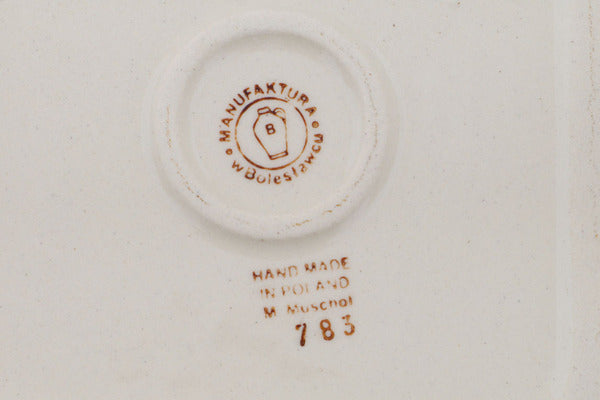 MANUFAKTURA
w Bolesławcu
B
HAND MADE
IN POLAND
M Muschol
783